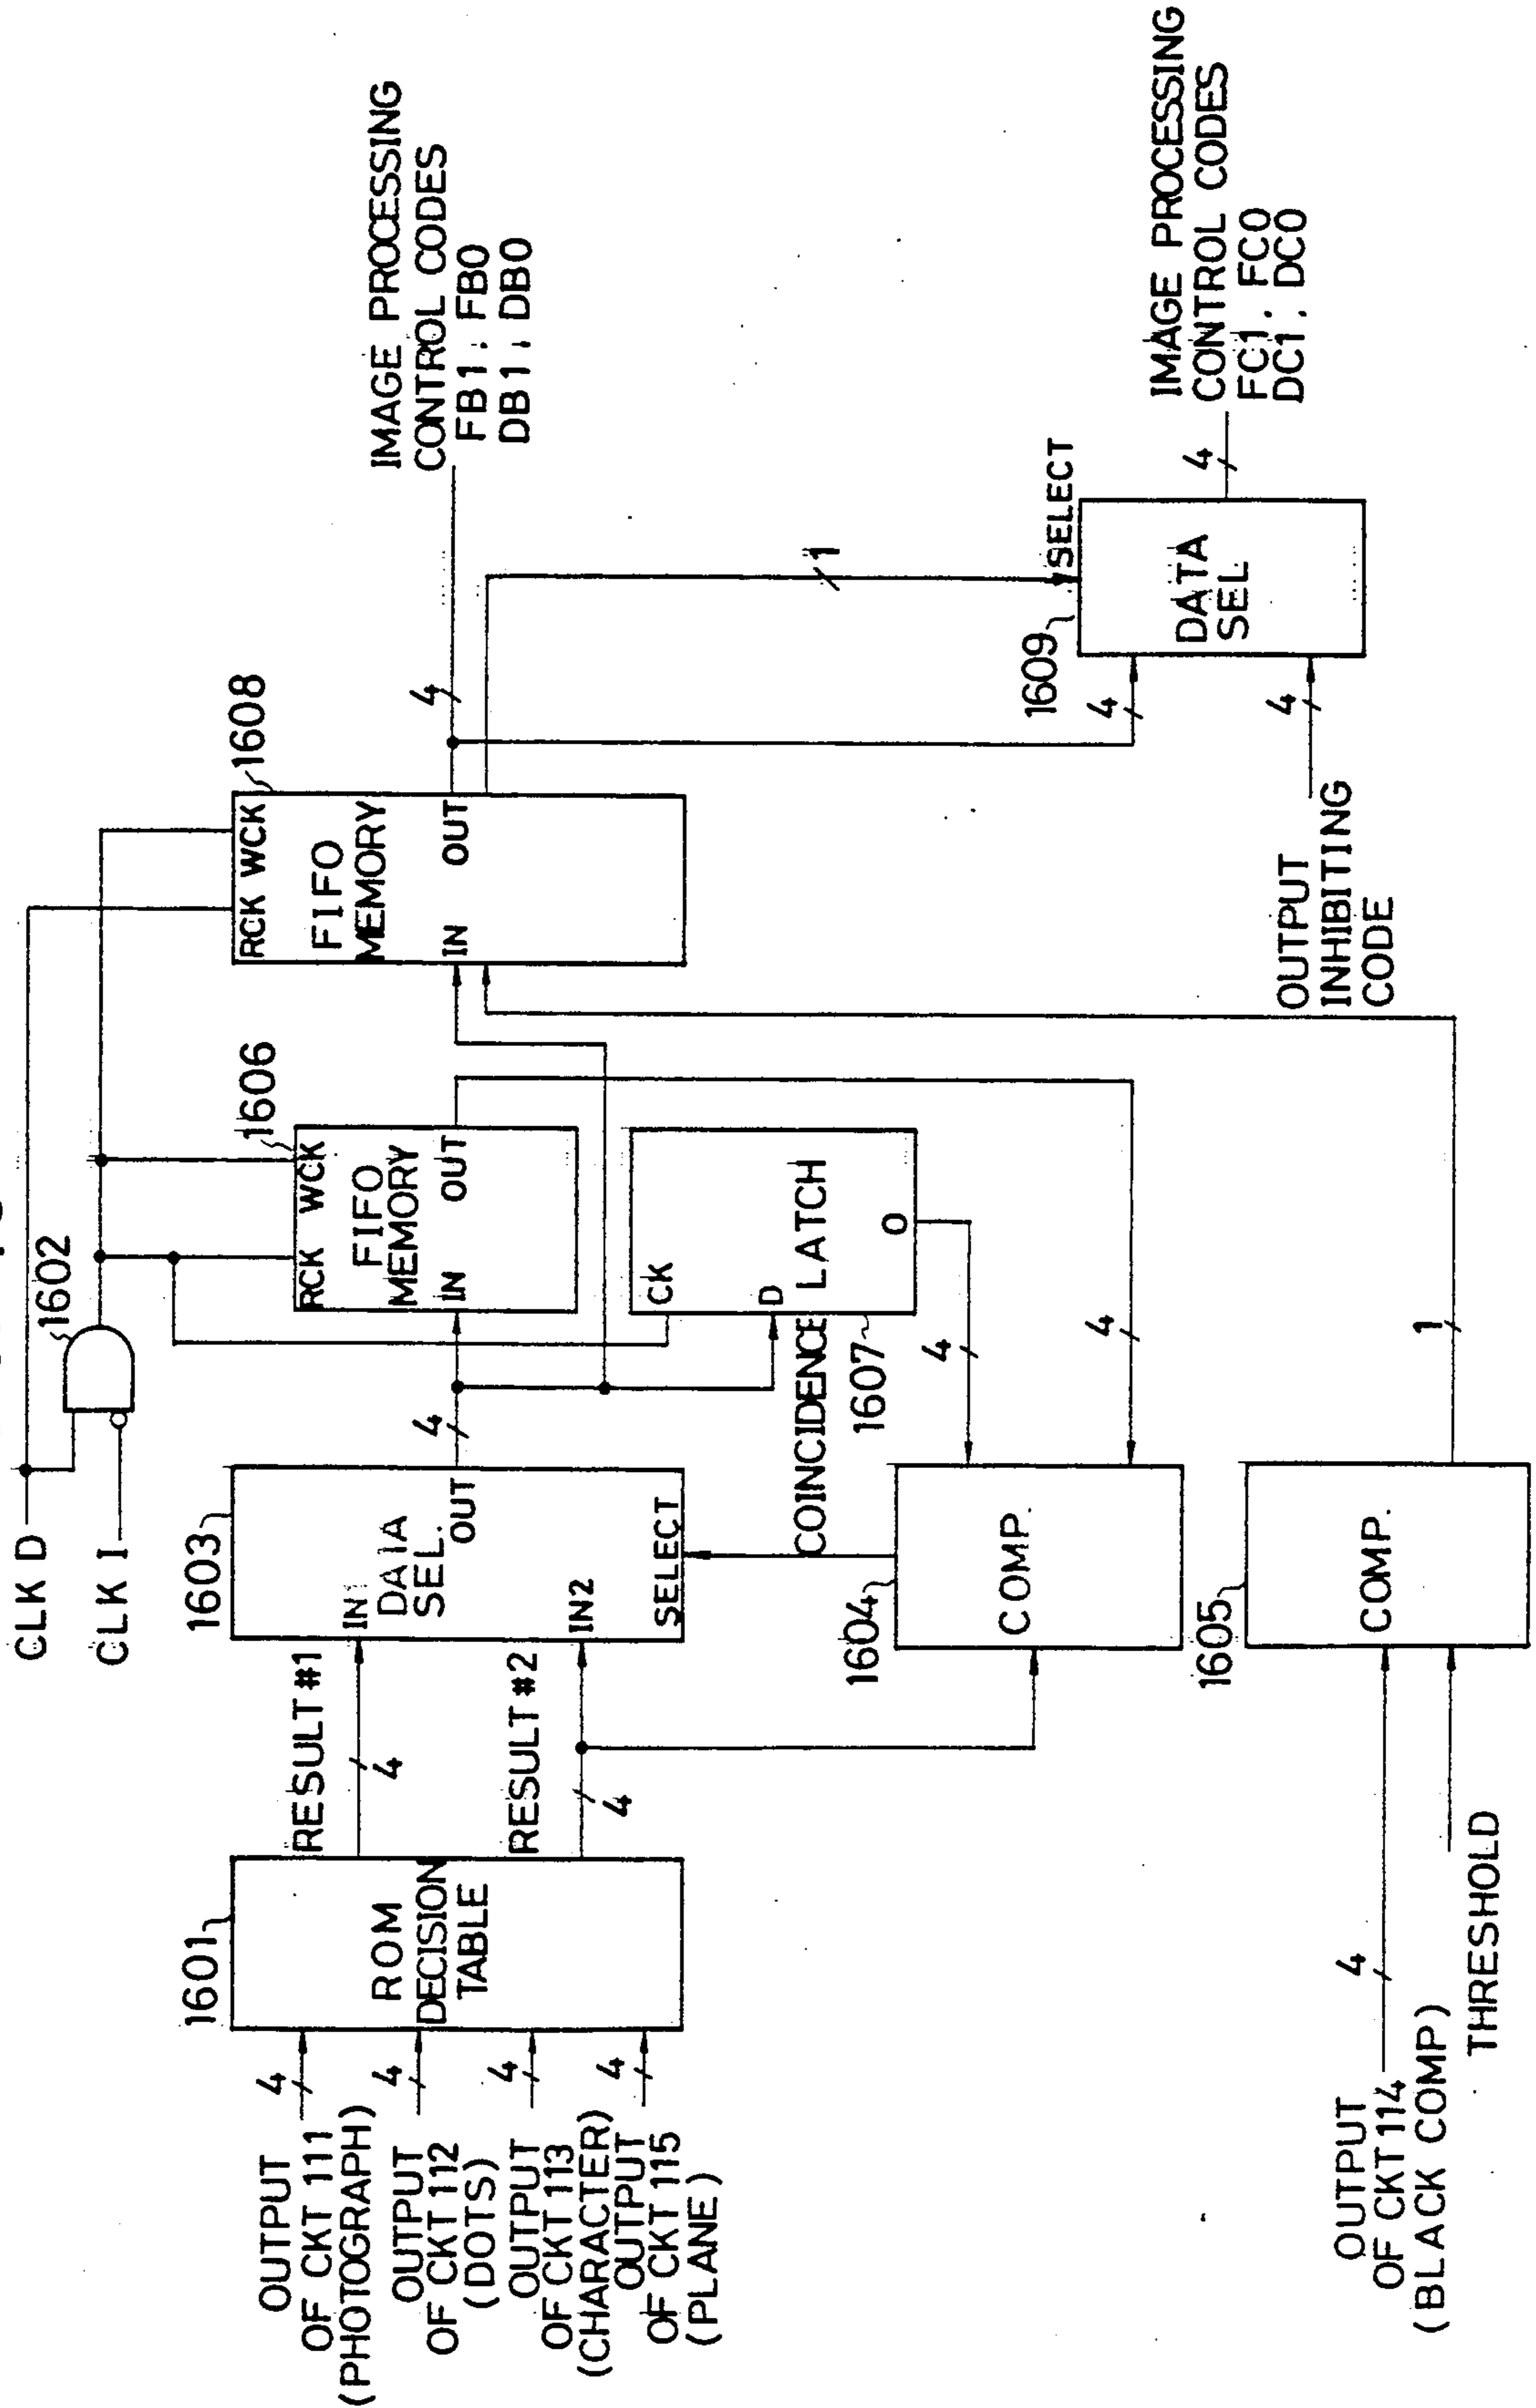 CLK D
CLK I
1602
OUTPUT
OF CKT 111
(PHOTOGRAPH)
OUTPUT
OF CKT 112
(DOTS)
OUTPUT
OF CKT 113
(CHARACTER)
OUTPUT
OF CKT 115
(PLANE)
4
4
4
4
1601
ROM
DECISION
TABLE
RESULT #1
4
RESULT #2
4
1603
IN1
DATA
SEL.
OUT
IN2
SELECT
4
1606
RCK WCK
FIFO
MEMORY
IN OUT
CK
D
LATCH
O
1607
COINCIDENCE
4
4
1604
COMP.
1605
COMP.
1
OUTPUT
OF CKT 114
(BLACK COMP)
4
THRESHOLD
1608
RCK WCK
FIFO
MEMORY
IN OUT
4
IMAGE PROCESSING
CONTROL CODES
FB1, FB0
DB1, DB0
1
1609
SELECT
DATA
SEL
4
4
OUTPUT
INHIBITING
CODE
4
IMAGE PROCESSING
CONTROL CODES
FC1, FC0
DC1, DC0